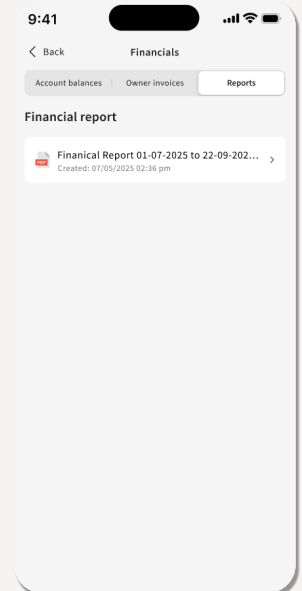 9:41
Back
Financials
Account balances
Owner invoices
Reports
Financial report
PDF
Finanical Report 01-07-2025 to 22-09-202...
Created: 07/05/2025 02:36 pm